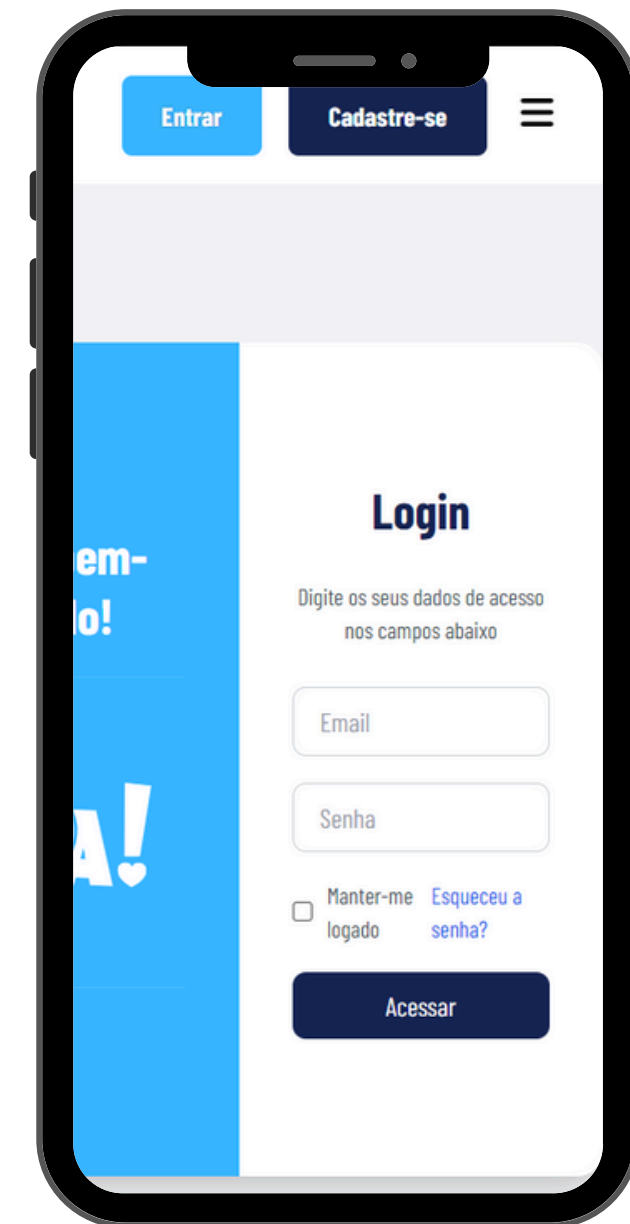 Entrar
Cadastre-se
em-
o!
A!
Login
Digite os seus dados de acesso
nos campos abaixo
Email
Senha
Manter-me
logado
Esqueceu a
senha?
Acessar